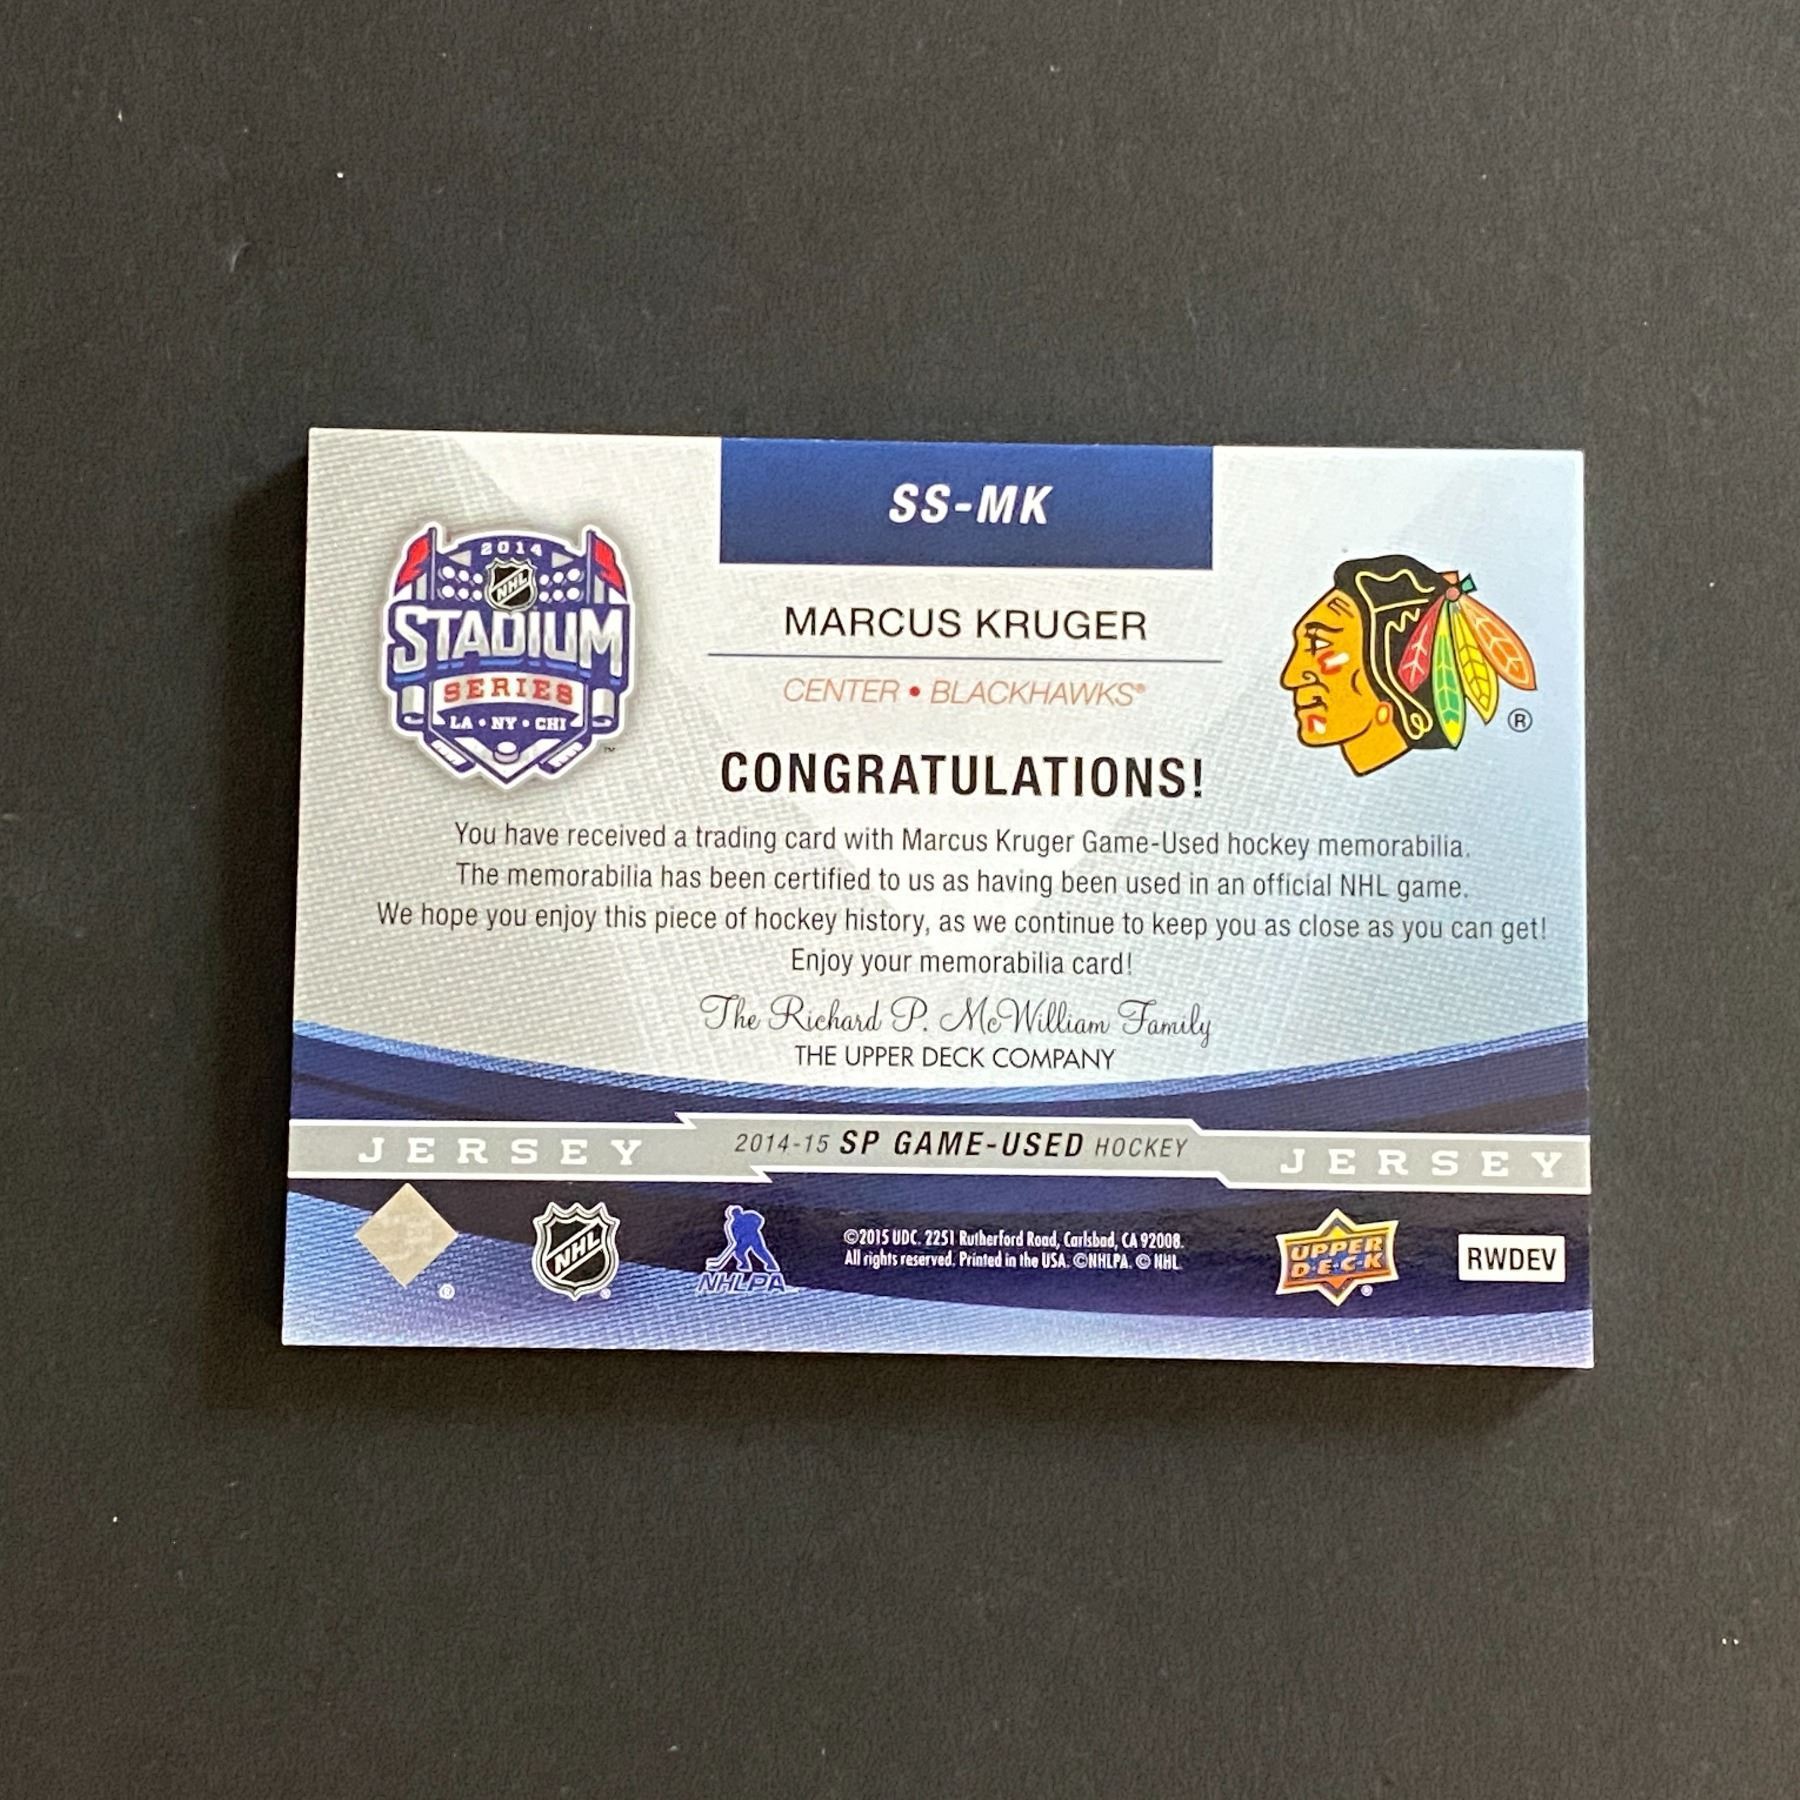 SS-MK
2014
NHL
STADIUM
SERIES
LA • NY • CHI
™
MARCUS KRUGER
CENTER • BLACKHAWKS®
®
CONGRATULATIONS!
You have received a trading card with Marcus Kruger Game-Used hockey memorabilia.
The memorabilia has been certified to us as having been used in an official NHL game.
We hope you enjoy this piece of hockey history, as we continue to keep you as close as you can get!
Enjoy your memorabilia card!
The Richard P. McWilliam Family
THE UPPER DECK COMPANY
JERSEY
2014-15 SP GAME-USED HOCKEY
JERSEY
®
NHL
®
NHLPA
©2015 UDC. 2251 Rutherford Road, Carlsbad, CA 92008.
All rights reserved. Printed in the USA. ©NHLPA. © NHL
UPPER
DECK
®
RWDEV